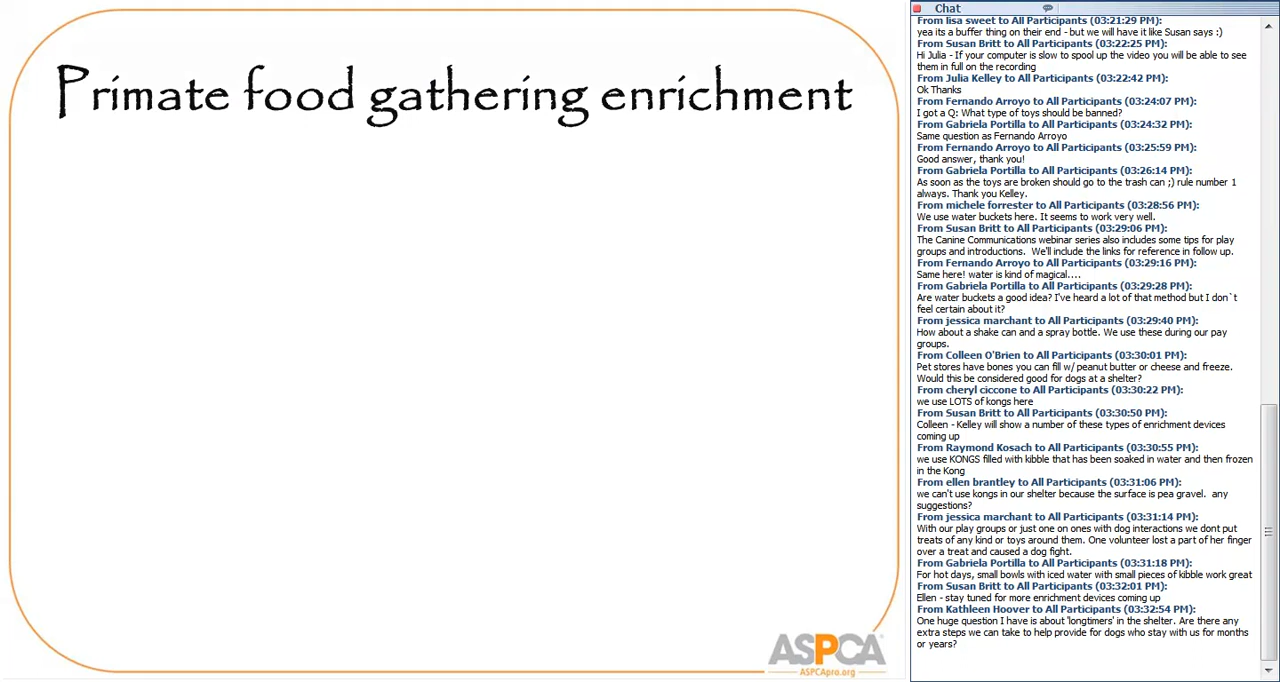 Primate food gathering enrichment
ASPCA
ASPCApro.org
Chat
From lisa sweet to All Participants (03:21:29 PM):
yea its a buffer thing on their end - but we will have it like Susan says :)
From Susan Britt to All Participants (03:22:25 PM):
Hi Julia - If your computer is slow to spool up the video you will be able to see
them in full on the recording
From Julia Kelley to All Participants (03:22:42 PM):
Ok Thanks
From Fernando Arroyo to All Participants (03:24:07 PM):
I got a Q: What type of toys should be banned?
From Gabriela Portilla to All Participants (03:24:32 PM):
Same question as Fernando Arroyo
From Fernando Arroyo to All Participants (03:25:59 PM):
Good answer, thank you!
From Gabriela Portilla to All Participants (03:26:14 PM):
As soon as the toys are broken should go to the trash can ;) rule number 1
always. Thank you Kelley.
From michele forrester to All Participants (03:28:56 PM):
We use water buckets here. It seems to work very well.
From Susan Britt to All Participants (03:29:06 PM):
The Canine Communications webinar series also includes some tips for play
groups and introductions.  We'll include the links for reference in follow up.
From Fernando Arroyo to All Participants (03:29:16 PM):
Same here! water is kind of magical....
From Gabriela Portilla to All Participants (03:29:28 PM):
Are water buckets a good idea? I've heard a lot of that method but I don`t
feel certain about it?
From jessica marchant to All Participants (03:29:40 PM):
How about a shake can and a spray bottle. We use these during our pay
groups.
From Colleen O'Brien to All Participants (03:30:01 PM):
Pet stores have bones you can fill w/ peanut butter or cheese and freeze.
Would this be considered good for dogs at a shelter?
From cheryl ciccone to All Participants (03:30:22 PM):
we use LOTS of kongs here
From Susan Britt to All Participants (03:30:50 PM):
Colleen - Kelley will show a number of these types of enrichment devices
coming up
From Raymond Kosach to All Participants (03:30:55 PM):
we use KONGS filled with kibble that has been soaked in water and then frozen
in the Kong
From ellen brantley to All Participants (03:31:06 PM):
we can't use kongs in our shelter because the surface is pea gravel.  any
suggestions?
From jessica marchant to All Participants (03:31:14 PM):
With our play groups or just one on ones with dog interactions we dont put
treats of any kind or toys around them. One volunteer lost a part of her finger
over a treat and caused a dog fight.
From Gabriela Portilla to All Participants (03:31:18 PM):
For hot days, small bowls with iced water with small pieces of kibble work great
From Susan Britt to All Participants (03:32:01 PM):
Ellen - stay tuned for more enrichment devices coming up
From Kathleen Hoover to All Participants (03:32:54 PM):
One huge question I have is about 'longtimers' in the shelter. Are there any
extra steps we can take to help provide for dogs who stay with us for months
or years?